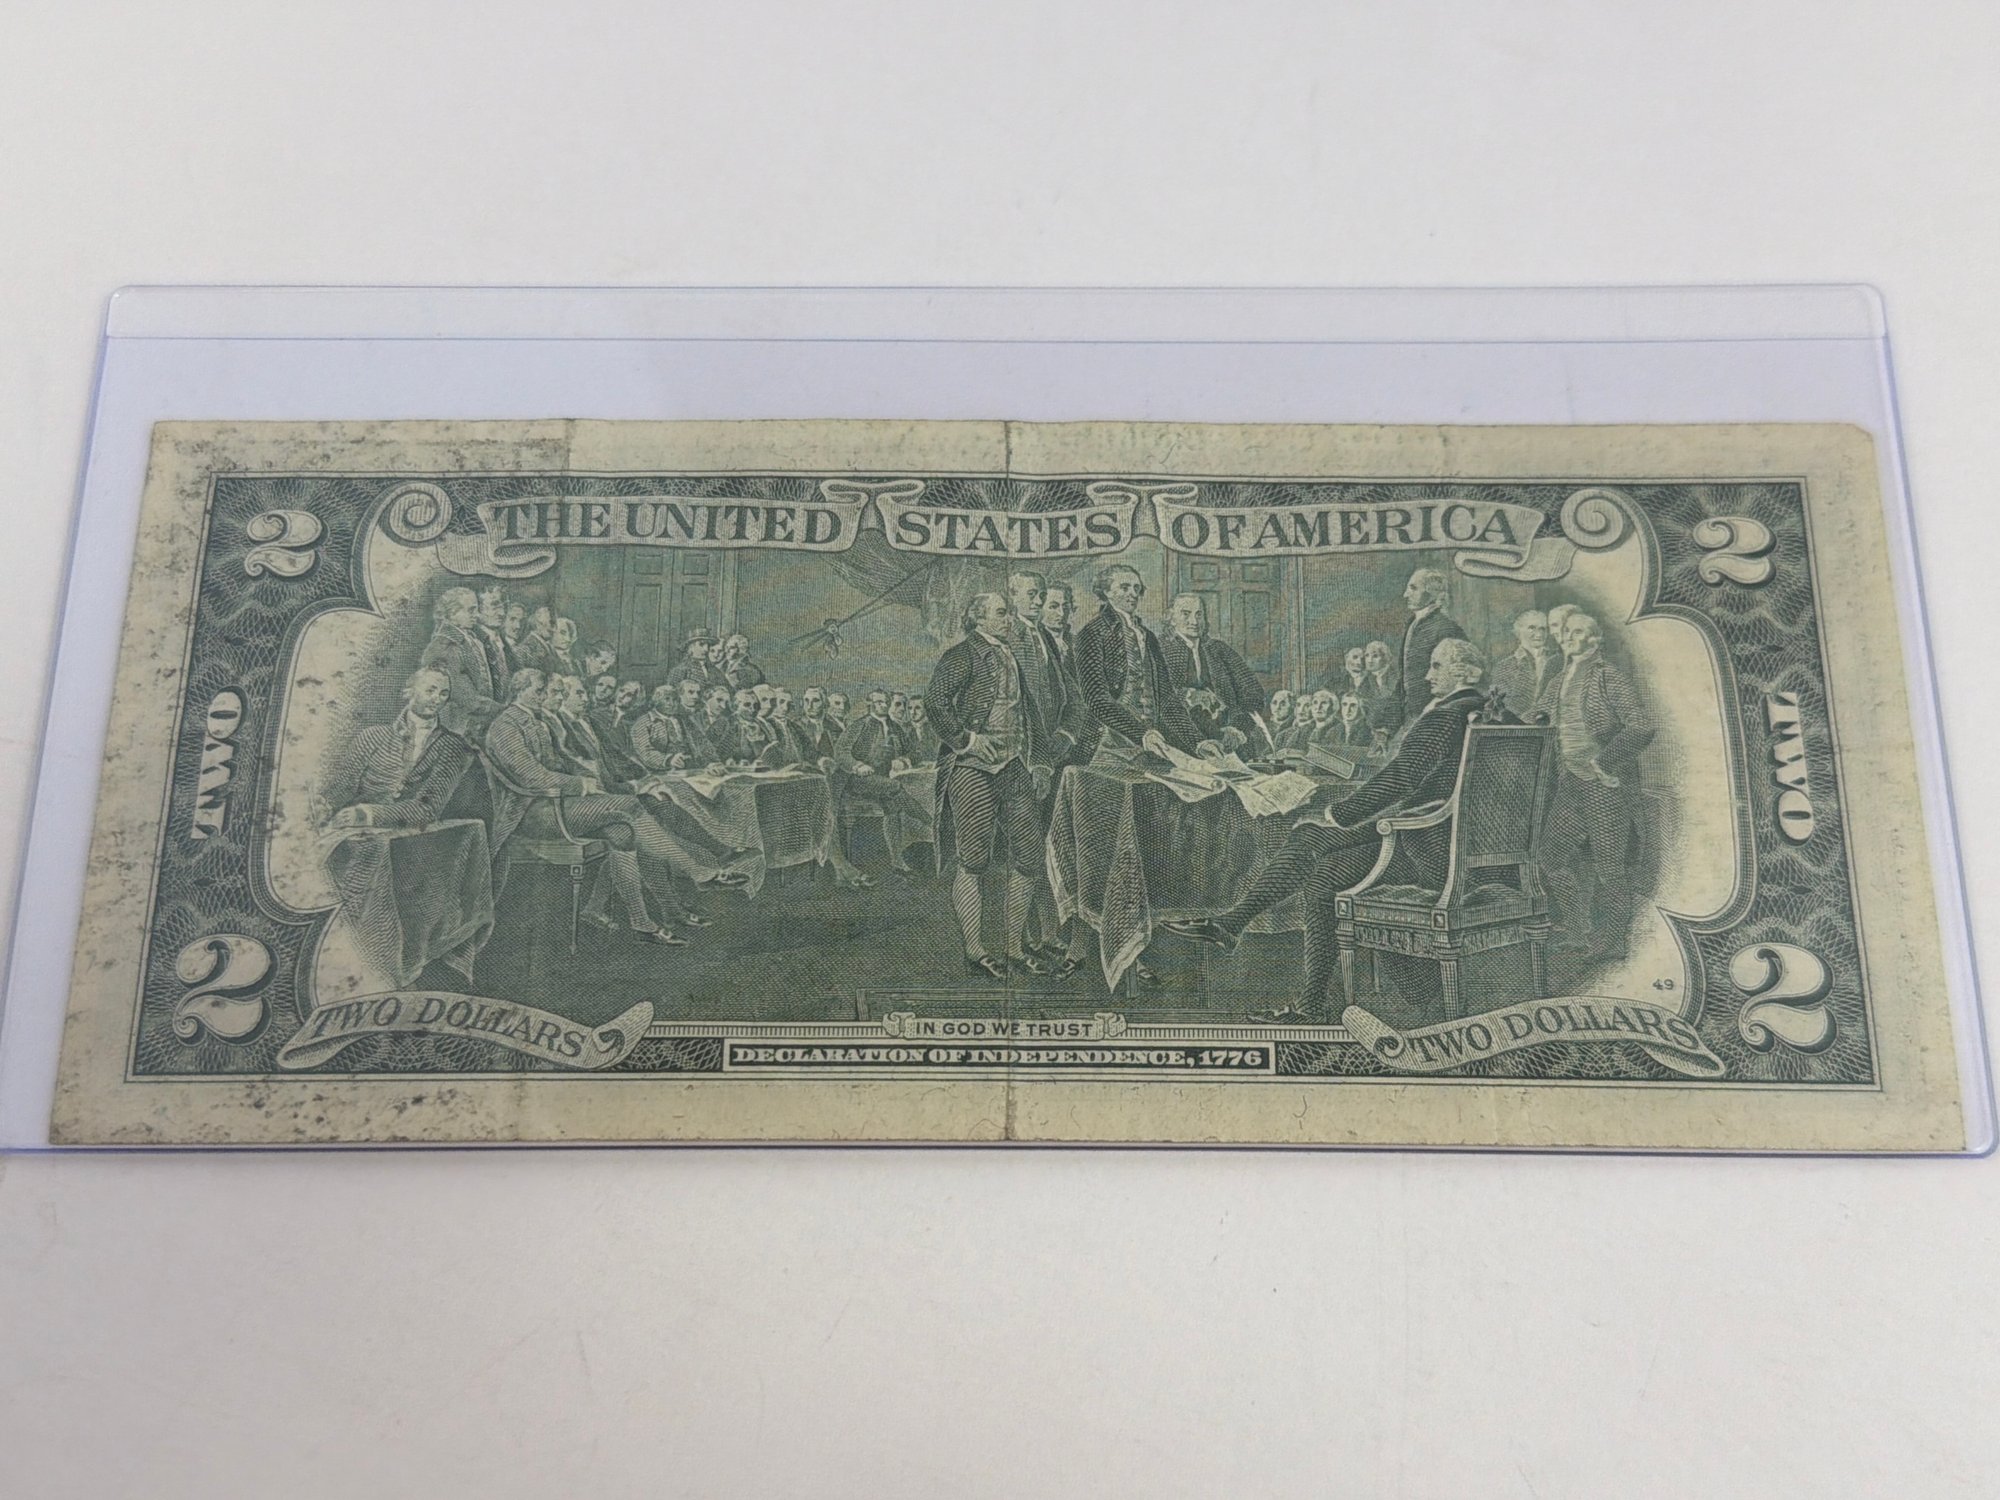 2 THE UNITED STATES OF AMERICA 2
TWO TWO
49
2 TWO DOLLARS IN GOD WE TRUST TWO DOLLARS 2
DECLARATION OF INDEPENDENCE, 1776